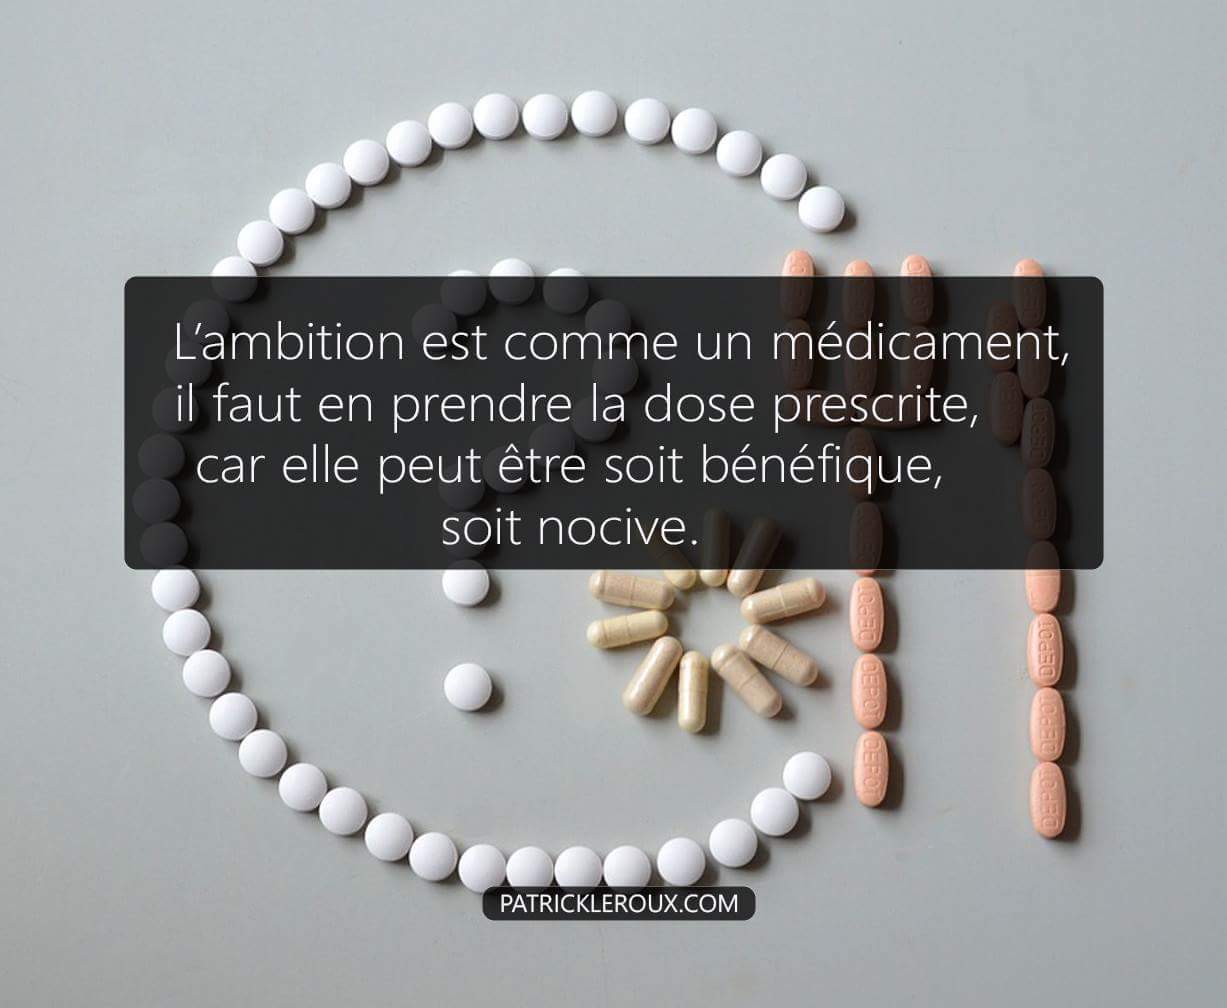 L’ambition est comme un médicament,
il faut en prendre la dose prescrite,
car elle peut être soit bénéfique,
soit nocive.
DEPOT
DEPOT
DEPOT
DEPOT
DEPOT
DEPOT
PATRICKLEROUX.COM